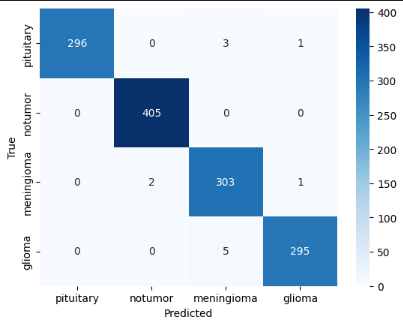 400
350
300
250
200
150
100
50
0
True
pituitary 296 0 3 1
notumor 0 405 0 0
meningioma 0 2 303 1
glioma 0 0 5 295
pituitary notumor meningioma glioma
Predicted